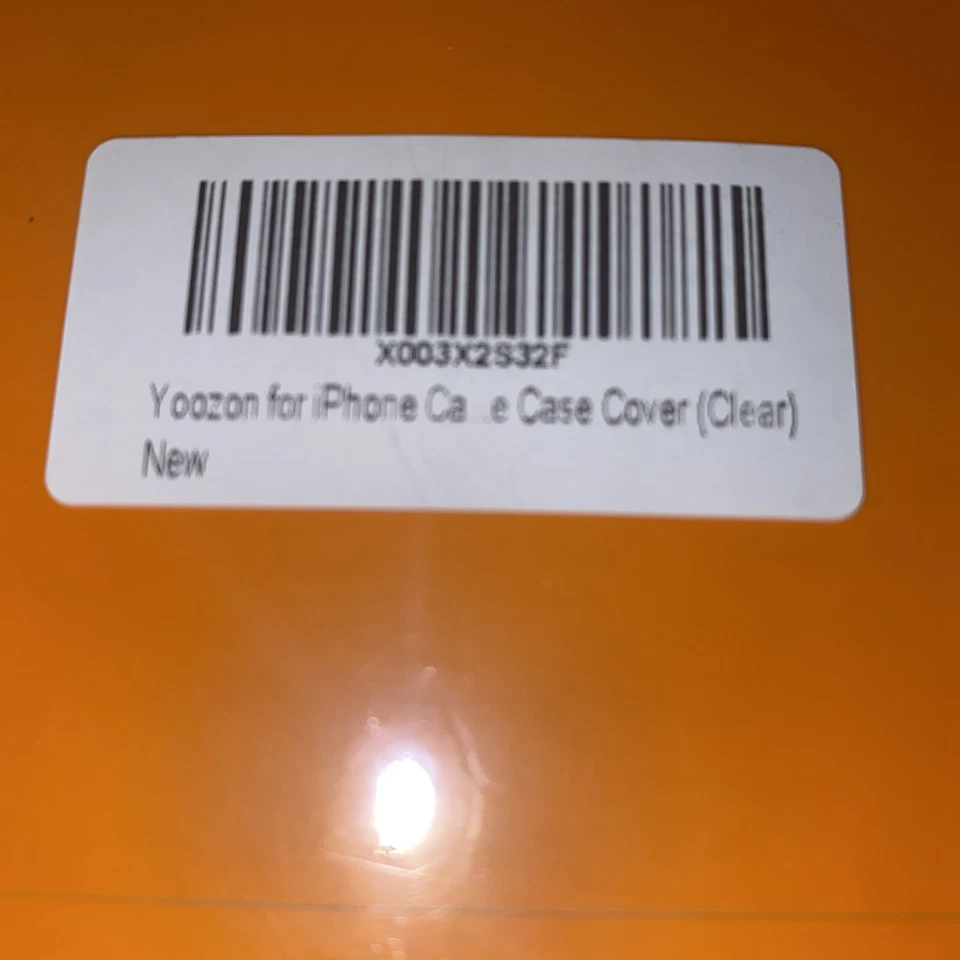 X003X2S32F
Yoozon for iPhone Ca...e Case Cover (Clear)
New